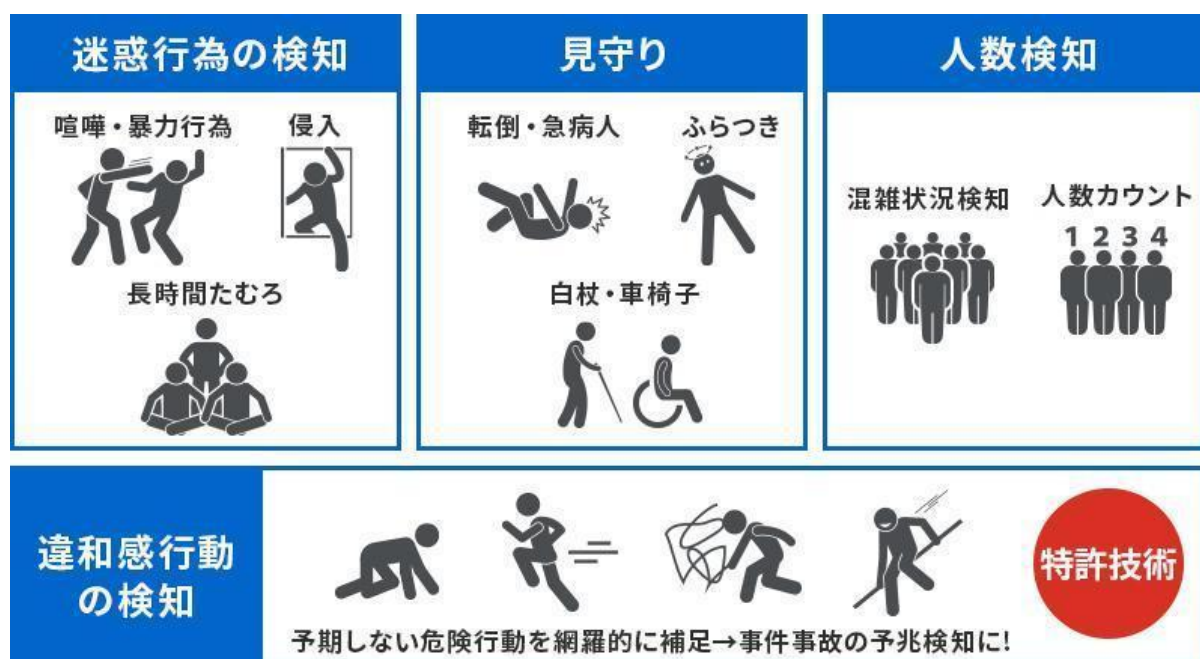 迷惑行為の検知
喧嘩・暴力行為
侵入
長時間たむろ
見守り
転倒・急病人
ふらつき
白杖・車椅子
人数検知
混雑状況検知
人数カウント
1 2 3 4
違和感行動
の検知
特許技術
予期しない危険行動を網羅的に補足→事件事故の予兆検知に!